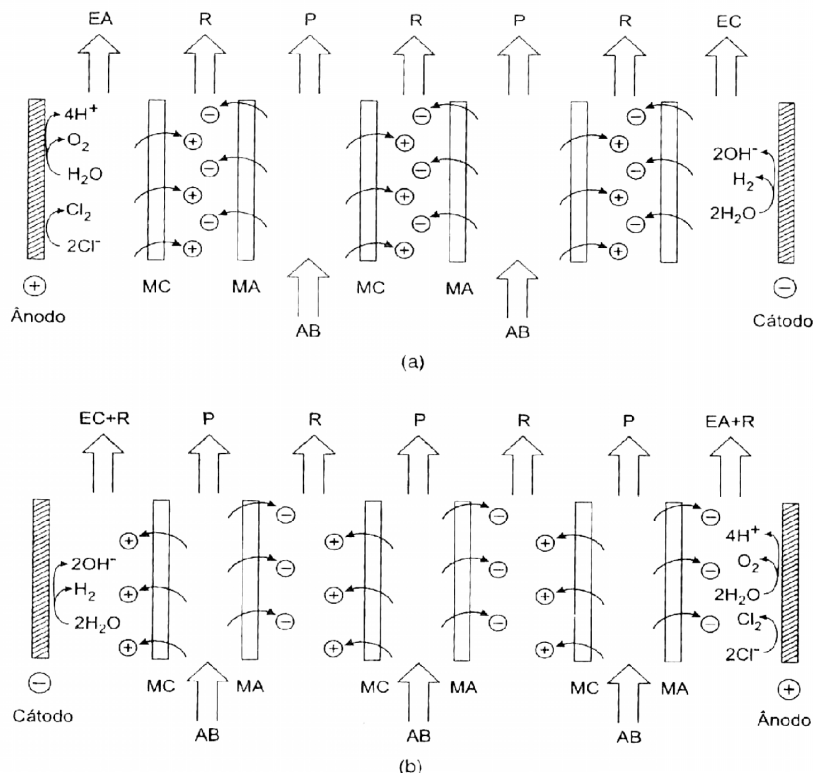 EA R P R P R EC
4H⁺
O₂
H₂O
Cl₂
2Cl⁻
2OH⁻
H₂
2H₂O
+ − + − + − +
− + − + − +
− + − + − +
MC MA MC MA
+ −
Ânodo Cátodo
AB AB
(a)
EC+R P R P R P EA+R
2OH⁻
H₂
2H₂O
4H⁺
O₂
2H₂O
Cl₂
2Cl⁻
+ − + − + −
+ − + − + −
+ − + − + −
MC MA MC MA MC MA
− +
Cátodo Ânodo
AB AB AB
(b)